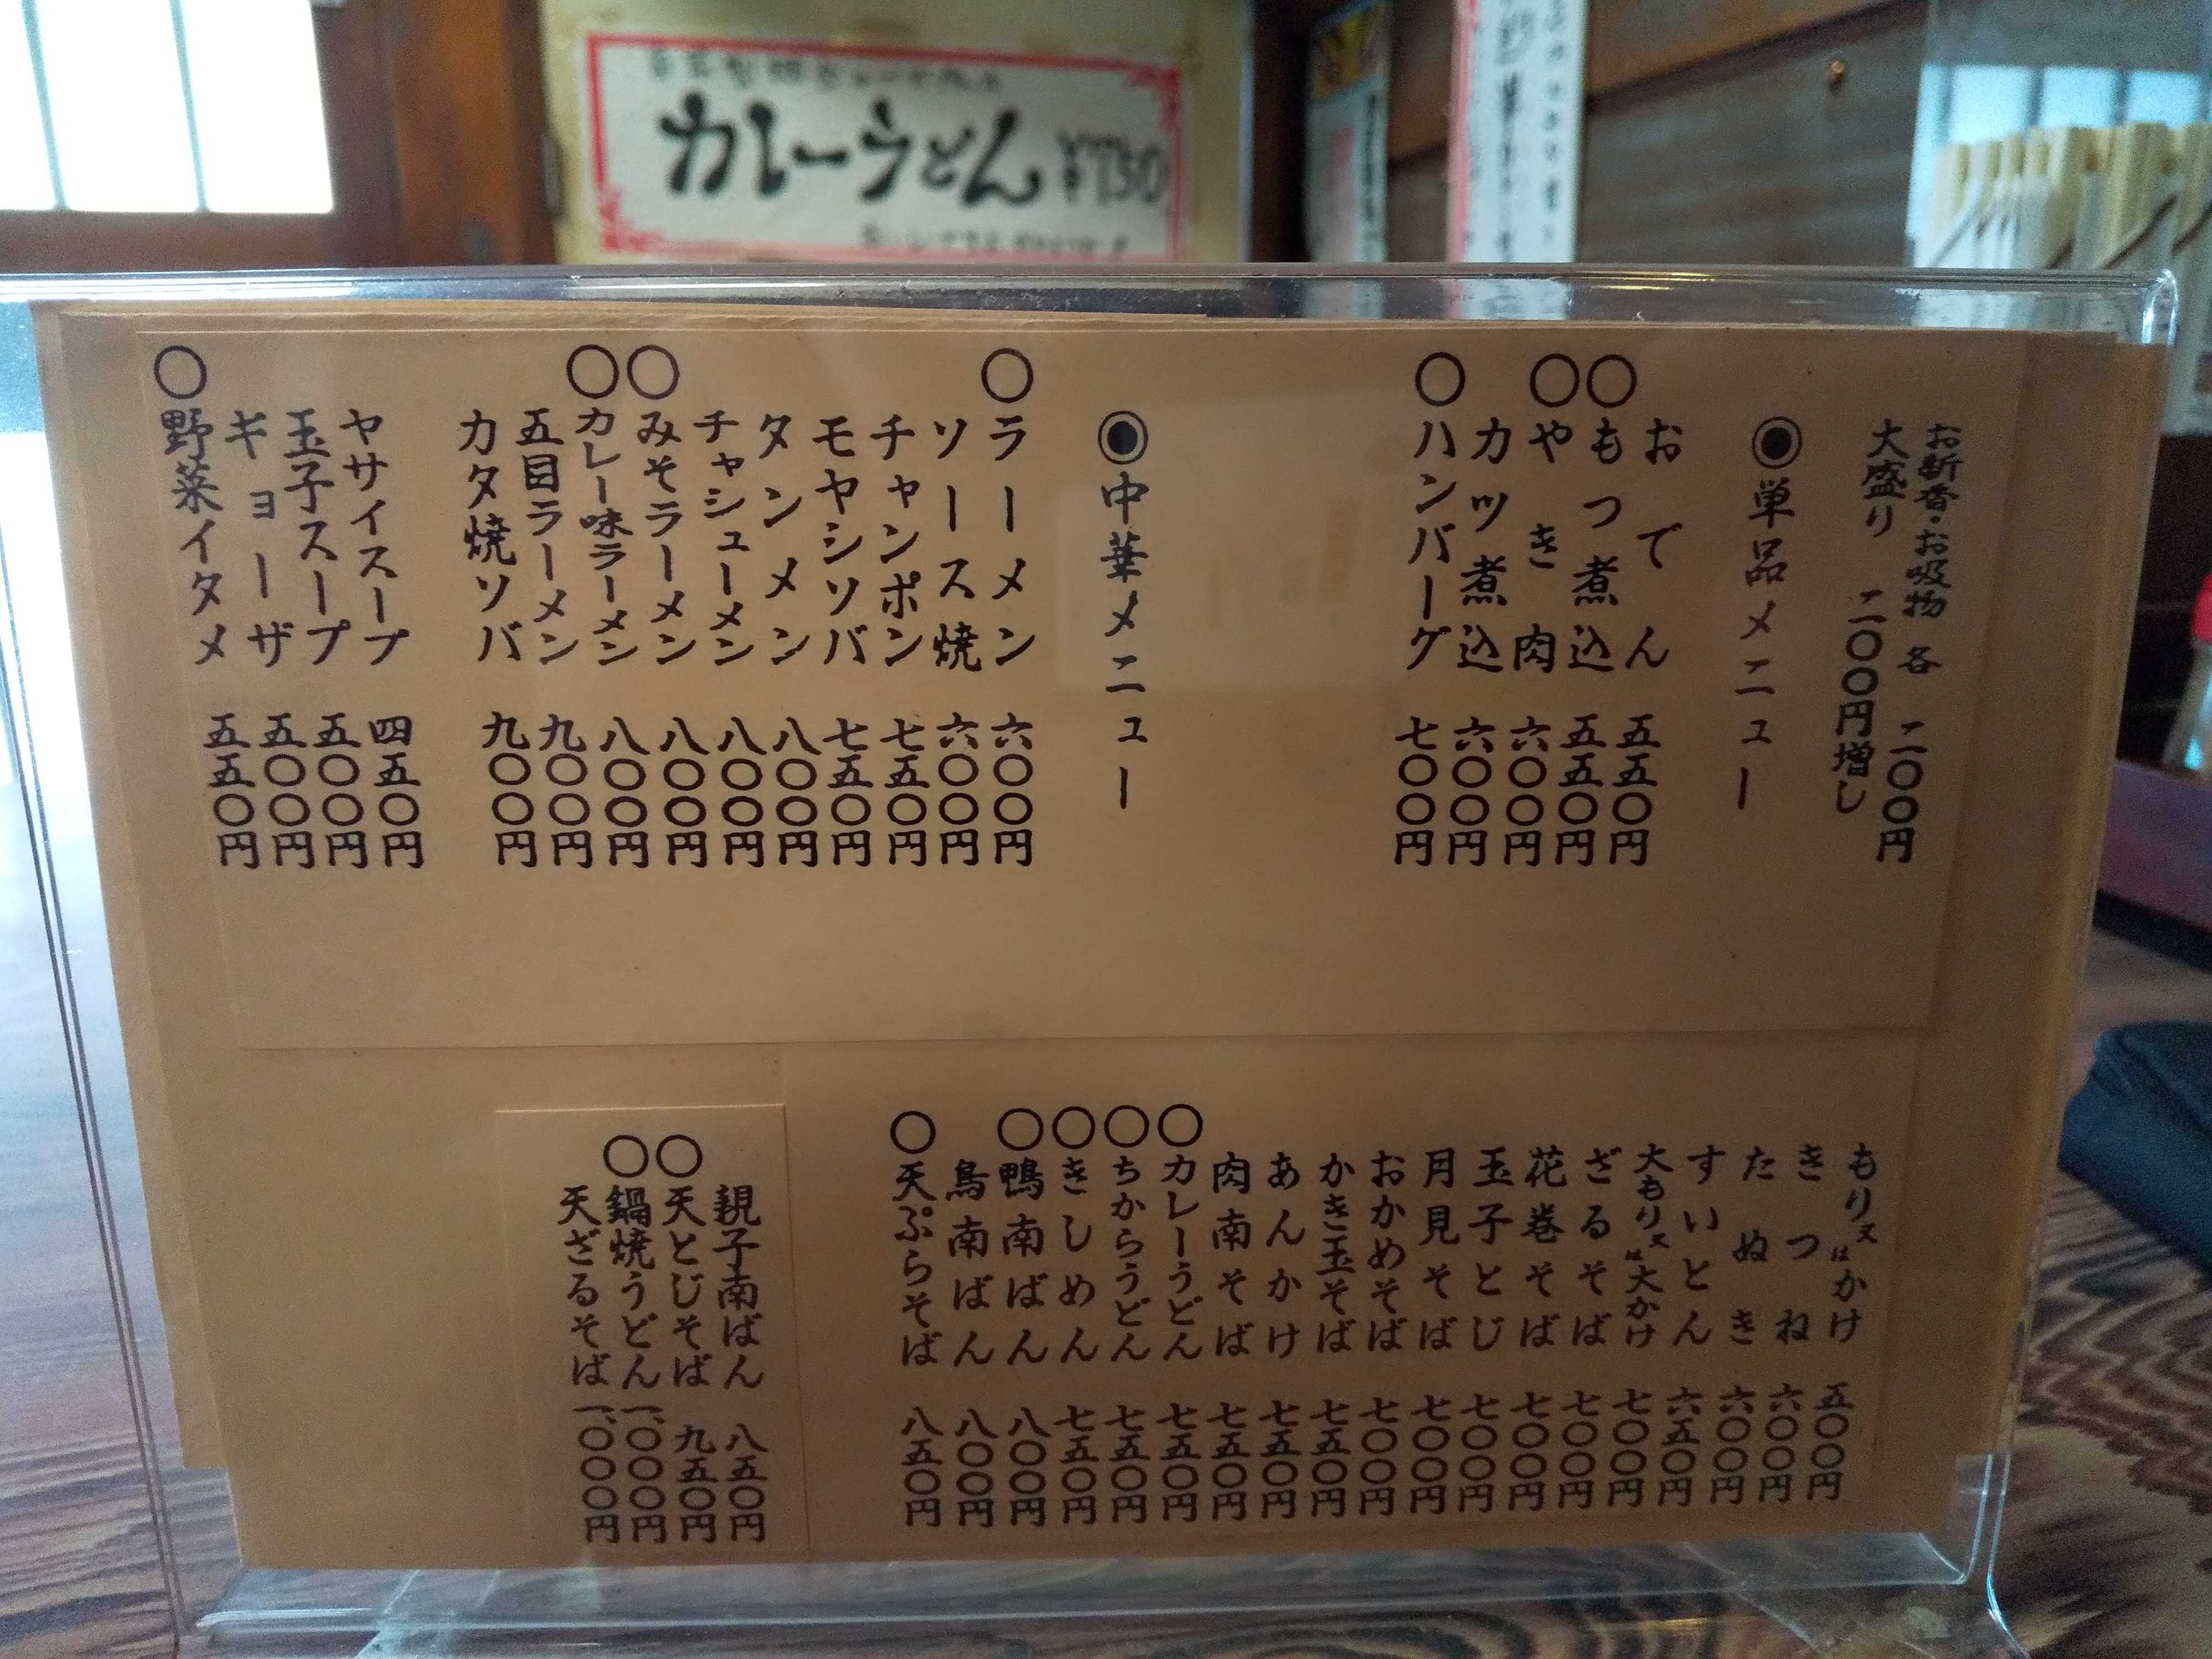 カレーうどん ¥750
お新香・お吸物 各 二〇〇円
大盛り 二〇〇円増し
◉単品メニュー
おでん 五五〇円
〇もつ煮込 五五〇円
〇やき肉 六〇〇円
カツ煮込 六〇〇円
〇ハンバーグ 七〇〇円
◉中華メニュー
〇ラーメン 六〇〇円
ソース焼 六〇〇円
チャンポン 七五〇円
モヤシソバ 七五〇円
タンメン 八〇〇円
チャシューメン 八〇〇円
〇みそラーメン 八〇〇円
〇カレー味ラーメン 八〇〇円
五目ラーメン 九〇〇円
カタ焼ソバ 九〇〇円
ヤサイスープ 四五〇円
玉子スープ 五〇〇円
ギョーザ 五〇〇円
〇野菜イタメ 五五〇円
もり又はかけ 五〇〇円
きつね 六〇〇円
たぬき 六〇〇円
すいとん 六五〇円
大もり又は大かけ 七〇〇円
ざるそば 七〇〇円
花巻そば 七〇〇円
玉子とじ 七〇〇円
月見そば 七〇〇円
おかめそば 七〇〇円
かき玉そば 七五〇円
あんかけ 七五〇円
肉南そば 七五〇円
〇カレーうどん 七五〇円
〇ちからうどん 七五〇円
〇きしめん 七五〇円
〇鴨南ばん 八〇〇円
鳥南ばん 八〇〇円
〇天ぷらそば 八五〇円
親子南ばん 八五〇円
〇天とじそば 九五〇円
〇鍋焼うどん 一、〇〇〇円
天ざるそば 一、〇〇〇円